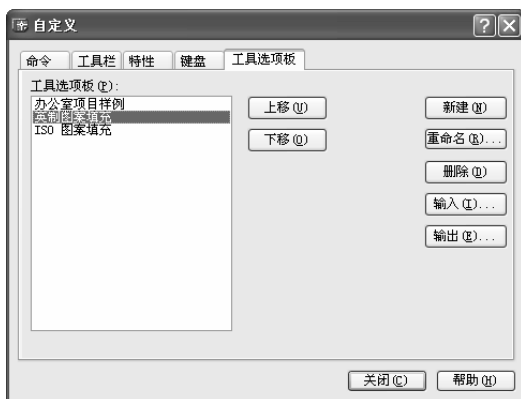 自定义
命令 工具栏 特性 键盘 工具选项板
工具选项板(P):
办公室项目样例
英制图案填充
ISO 图案填充
上移(U)
下移(O)
新建(N)
重命名(R)...
删除(D)
输入(I)...
输出(E)...
关闭(C)
帮助(H)